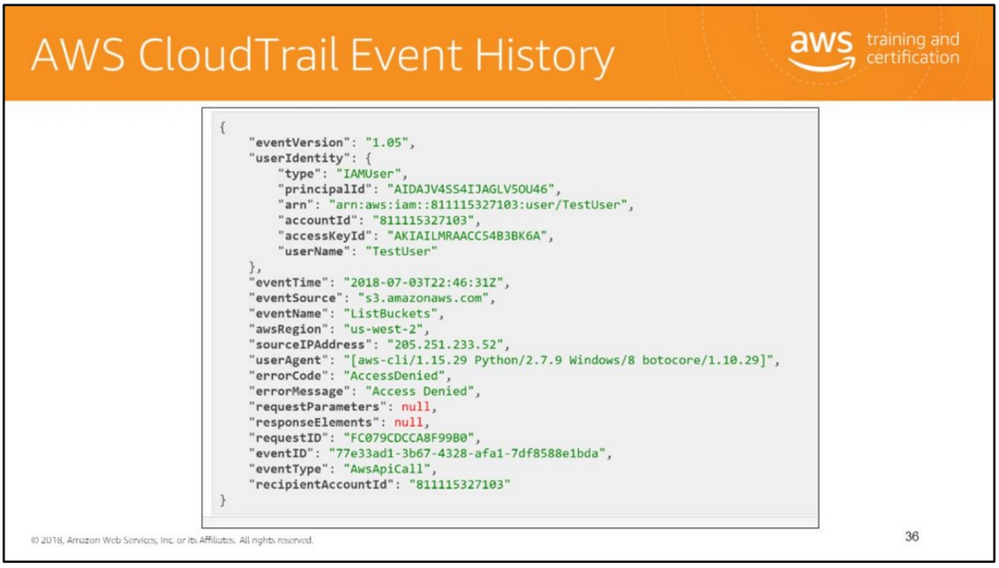 AWS CloudTrail Event History
aws training and
certification
{
"eventVersion": "1.05",
"userIdentity": {
"type": "IAMUser",
"principalId": "AIDAJV4SS4IJAGLV5OU46",
"arn": "arn:aws:iam::811115327103:user/TestUser",
"accountId": "811115327103",
"accessKeyId": "AKIAILMRAACC54B3BK6A",
"userName": "TestUser"
},
"eventTime": "2018-07-03T22:46:31Z",
"eventSource": "s3.amazonaws.com",
"eventName": "ListBuckets",
"awsRegion": "us-west-2",
"sourceIPAddress": "205.251.233.52",
"userAgent": "[aws-cli/1.15.29 Python/2.7.9 Windows/8 botocore/1.10.29]",
"errorCode": "AccessDenied",
"errorMessage": "Access Denied",
"requestParameters": null,
"responseElements": null,
"requestID": "FC079CDCCA8F99B0",
"eventID": "77e33ad1-3b67-4328-afa1-7df8588e1bda",
"eventType": "AwsApiCall",
"recipientAccountId": "811115327103"
}
© 2018, Amazon Web Services, Inc. or its Affiliates. All rights reserved.
36